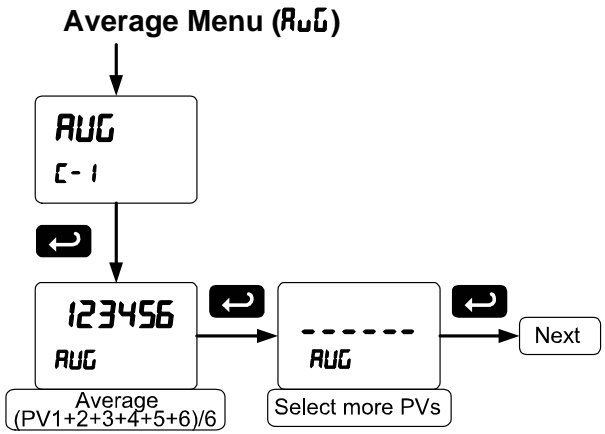 Average Menu (AvG)
AVG
C-1
123456
AVG
Average
(PV1+2+3+4+5+6)/6
------
AVG
Select more PVs
Next